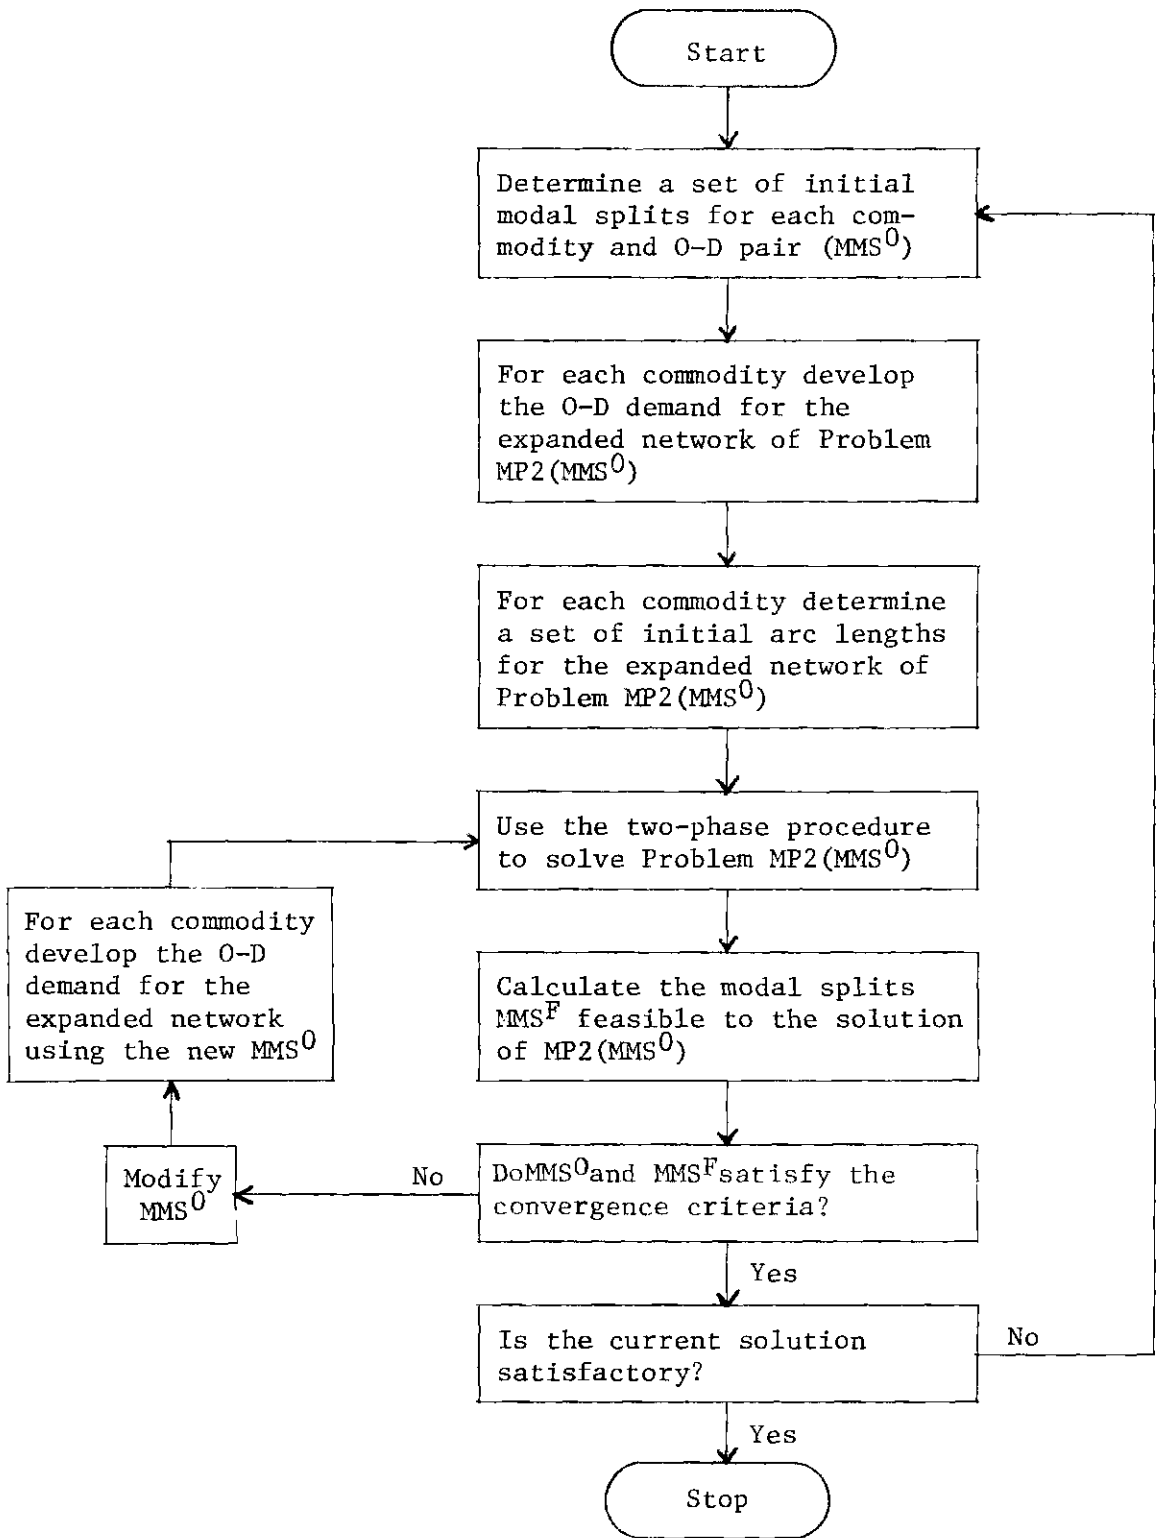 Start
Determine a set of initial
modal splits for each com-
modity and O-D pair (MMS⁰)
For each commodity develop
the O-D demand for the
expanded network of Problem
MP2(MMS⁰)
For each commodity determine
a set of initial arc lengths
for the expanded network of
Problem MP2(MMS⁰)
Use the two-phase procedure
to solve Problem MP2(MMS⁰)
For each commodity
develop the O-D
demand for the
expanded network
using the new MMS⁰
Calculate the modal splits
MMSᶠ feasible to the solution
of MP2(MMS⁰)
Modify
MMS⁰
No
DoMMS⁰and MMSᶠsatisfy the
convergence criteria?
Yes
Is the current solution
satisfactory?
No
Yes
Stop